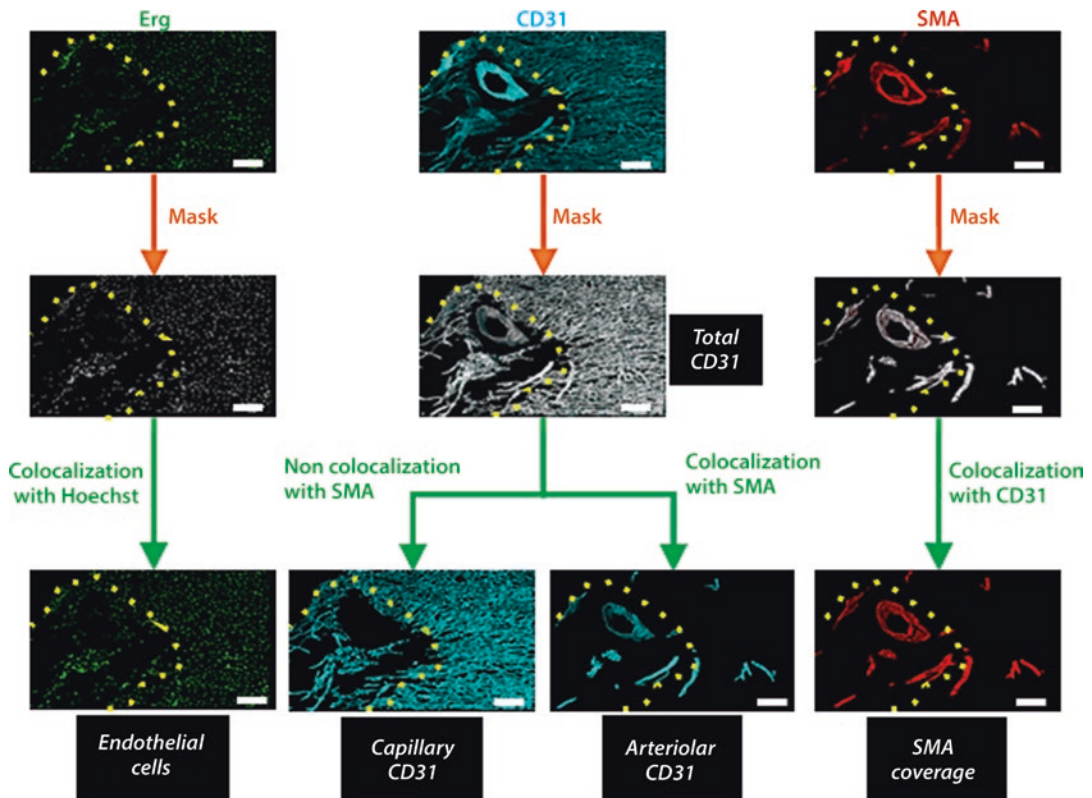 Erg
CD31
SMA
Mask
Mask
Mask
Total
CD31
Colocalization
with Hoechst
Non colocalization
with SMA
Colocalization
with SMA
Colocalization
with CD31
Endothelial
cells
Capillary
CD31
Arteriolar
CD31
SMA
coverage